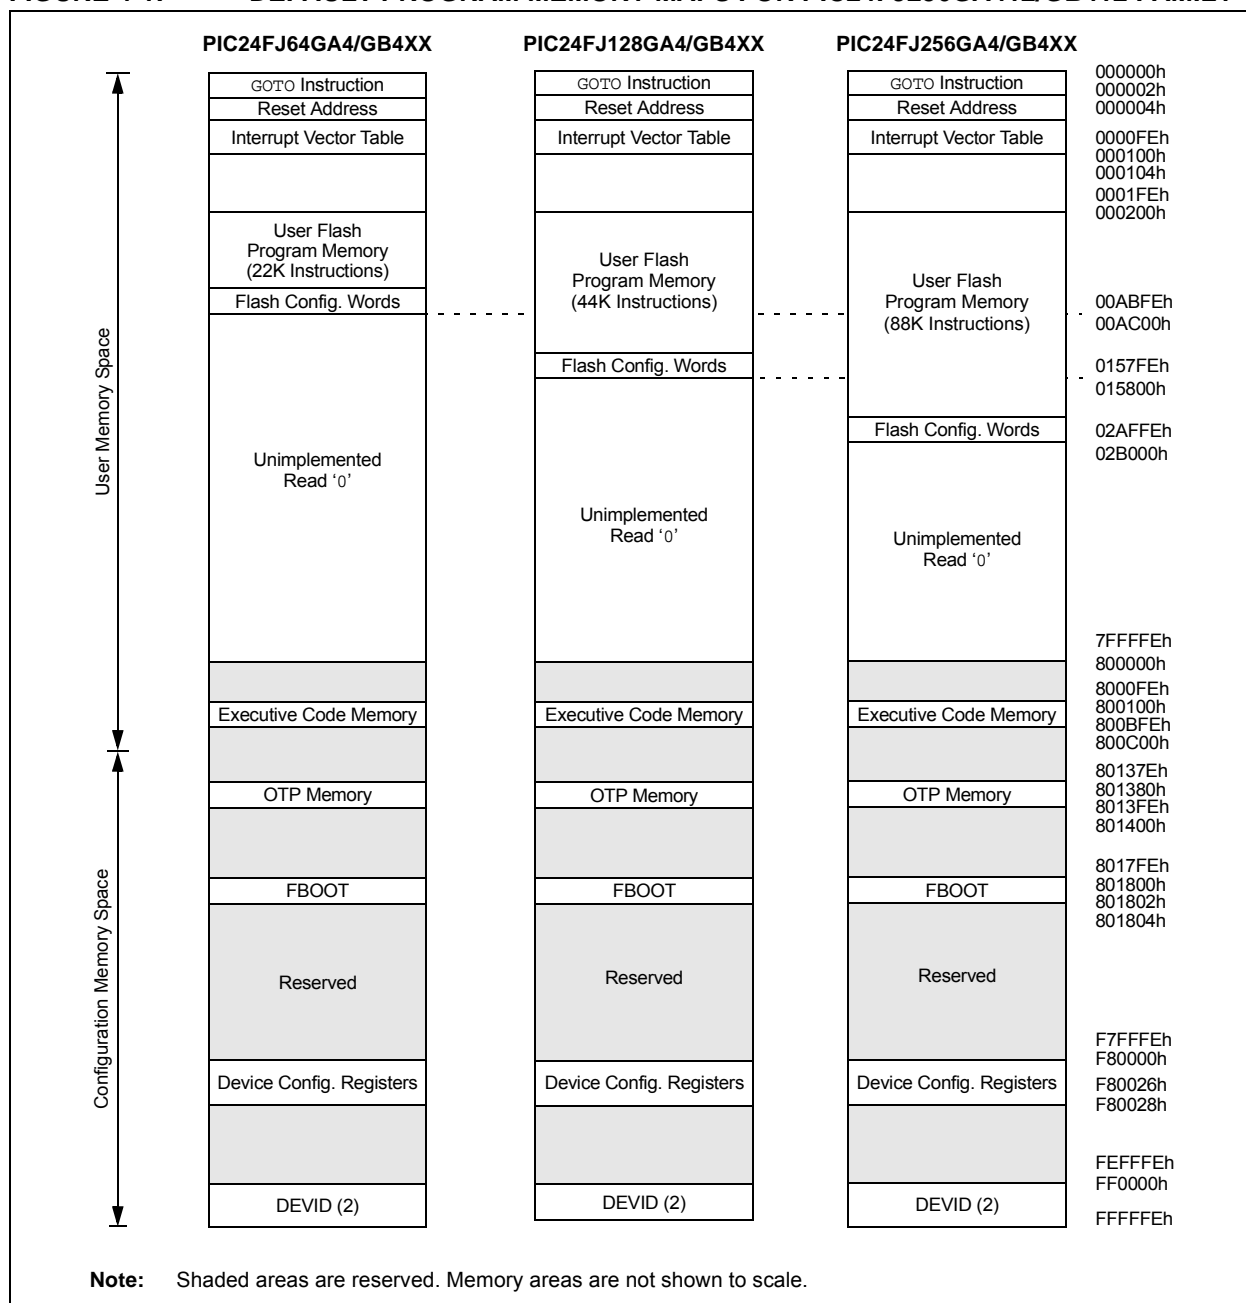 PIC24FJ64GA4/GB4XX PIC24FJ128GA4/GB4XX PIC24FJ256GA4/GB4XX
GOTO Instruction
Reset Address
Interrupt Vector Table
User Flash
Program Memory
(22K Instructions)
Flash Config. Words
Unimplemented
Read ‘0’
Executive Code Memory
OTP Memory
FBOOT
Reserved
Device Config. Registers
DEVID (2)
GOTO Instruction
Reset Address
Interrupt Vector Table
User Flash
Program Memory
(44K Instructions)
Flash Config. Words
Unimplemented
Read ‘0’
Executive Code Memory
OTP Memory
FBOOT
Reserved
Device Config. Registers
DEVID (2)
GOTO Instruction
Reset Address
Interrupt Vector Table
User Flash
Program Memory
(88K Instructions)
Flash Config. Words
Unimplemented
Read ‘0’
Executive Code Memory
OTP Memory
FBOOT
Reserved
Device Config. Registers
DEVID (2)
000000h
000002h
000004h
0000FEh
000100h
000104h
0001FEh
000200h
00ABFEh
00AC00h
0157FEh
015800h
02AFFEh
02B000h
7FFFFEh
800000h
8000FEh
800100h
800BFEh
800C00h
80137Eh
801380h
8013FEh
801400h
8017FEh
801800h
801802h
801804h
F7FFFEh
F80000h
F80026h
F80028h
FEFFFEh
FF0000h
FFFFFEh
User Memory Space
Configuration Memory Space
Note: Shaded areas are reserved. Memory areas are not shown to scale.